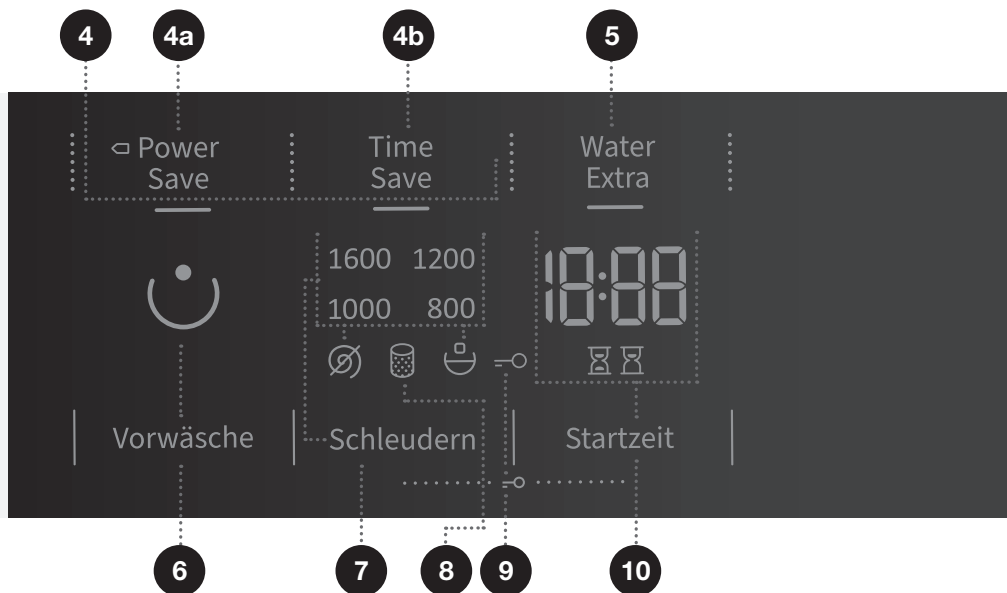 4 4a 4b 5
Power Time Water
Save Save Extra
1600 1200 18:88
1000 800
Vorwäsche Schleudern Startzeit
6 7 8 9 10